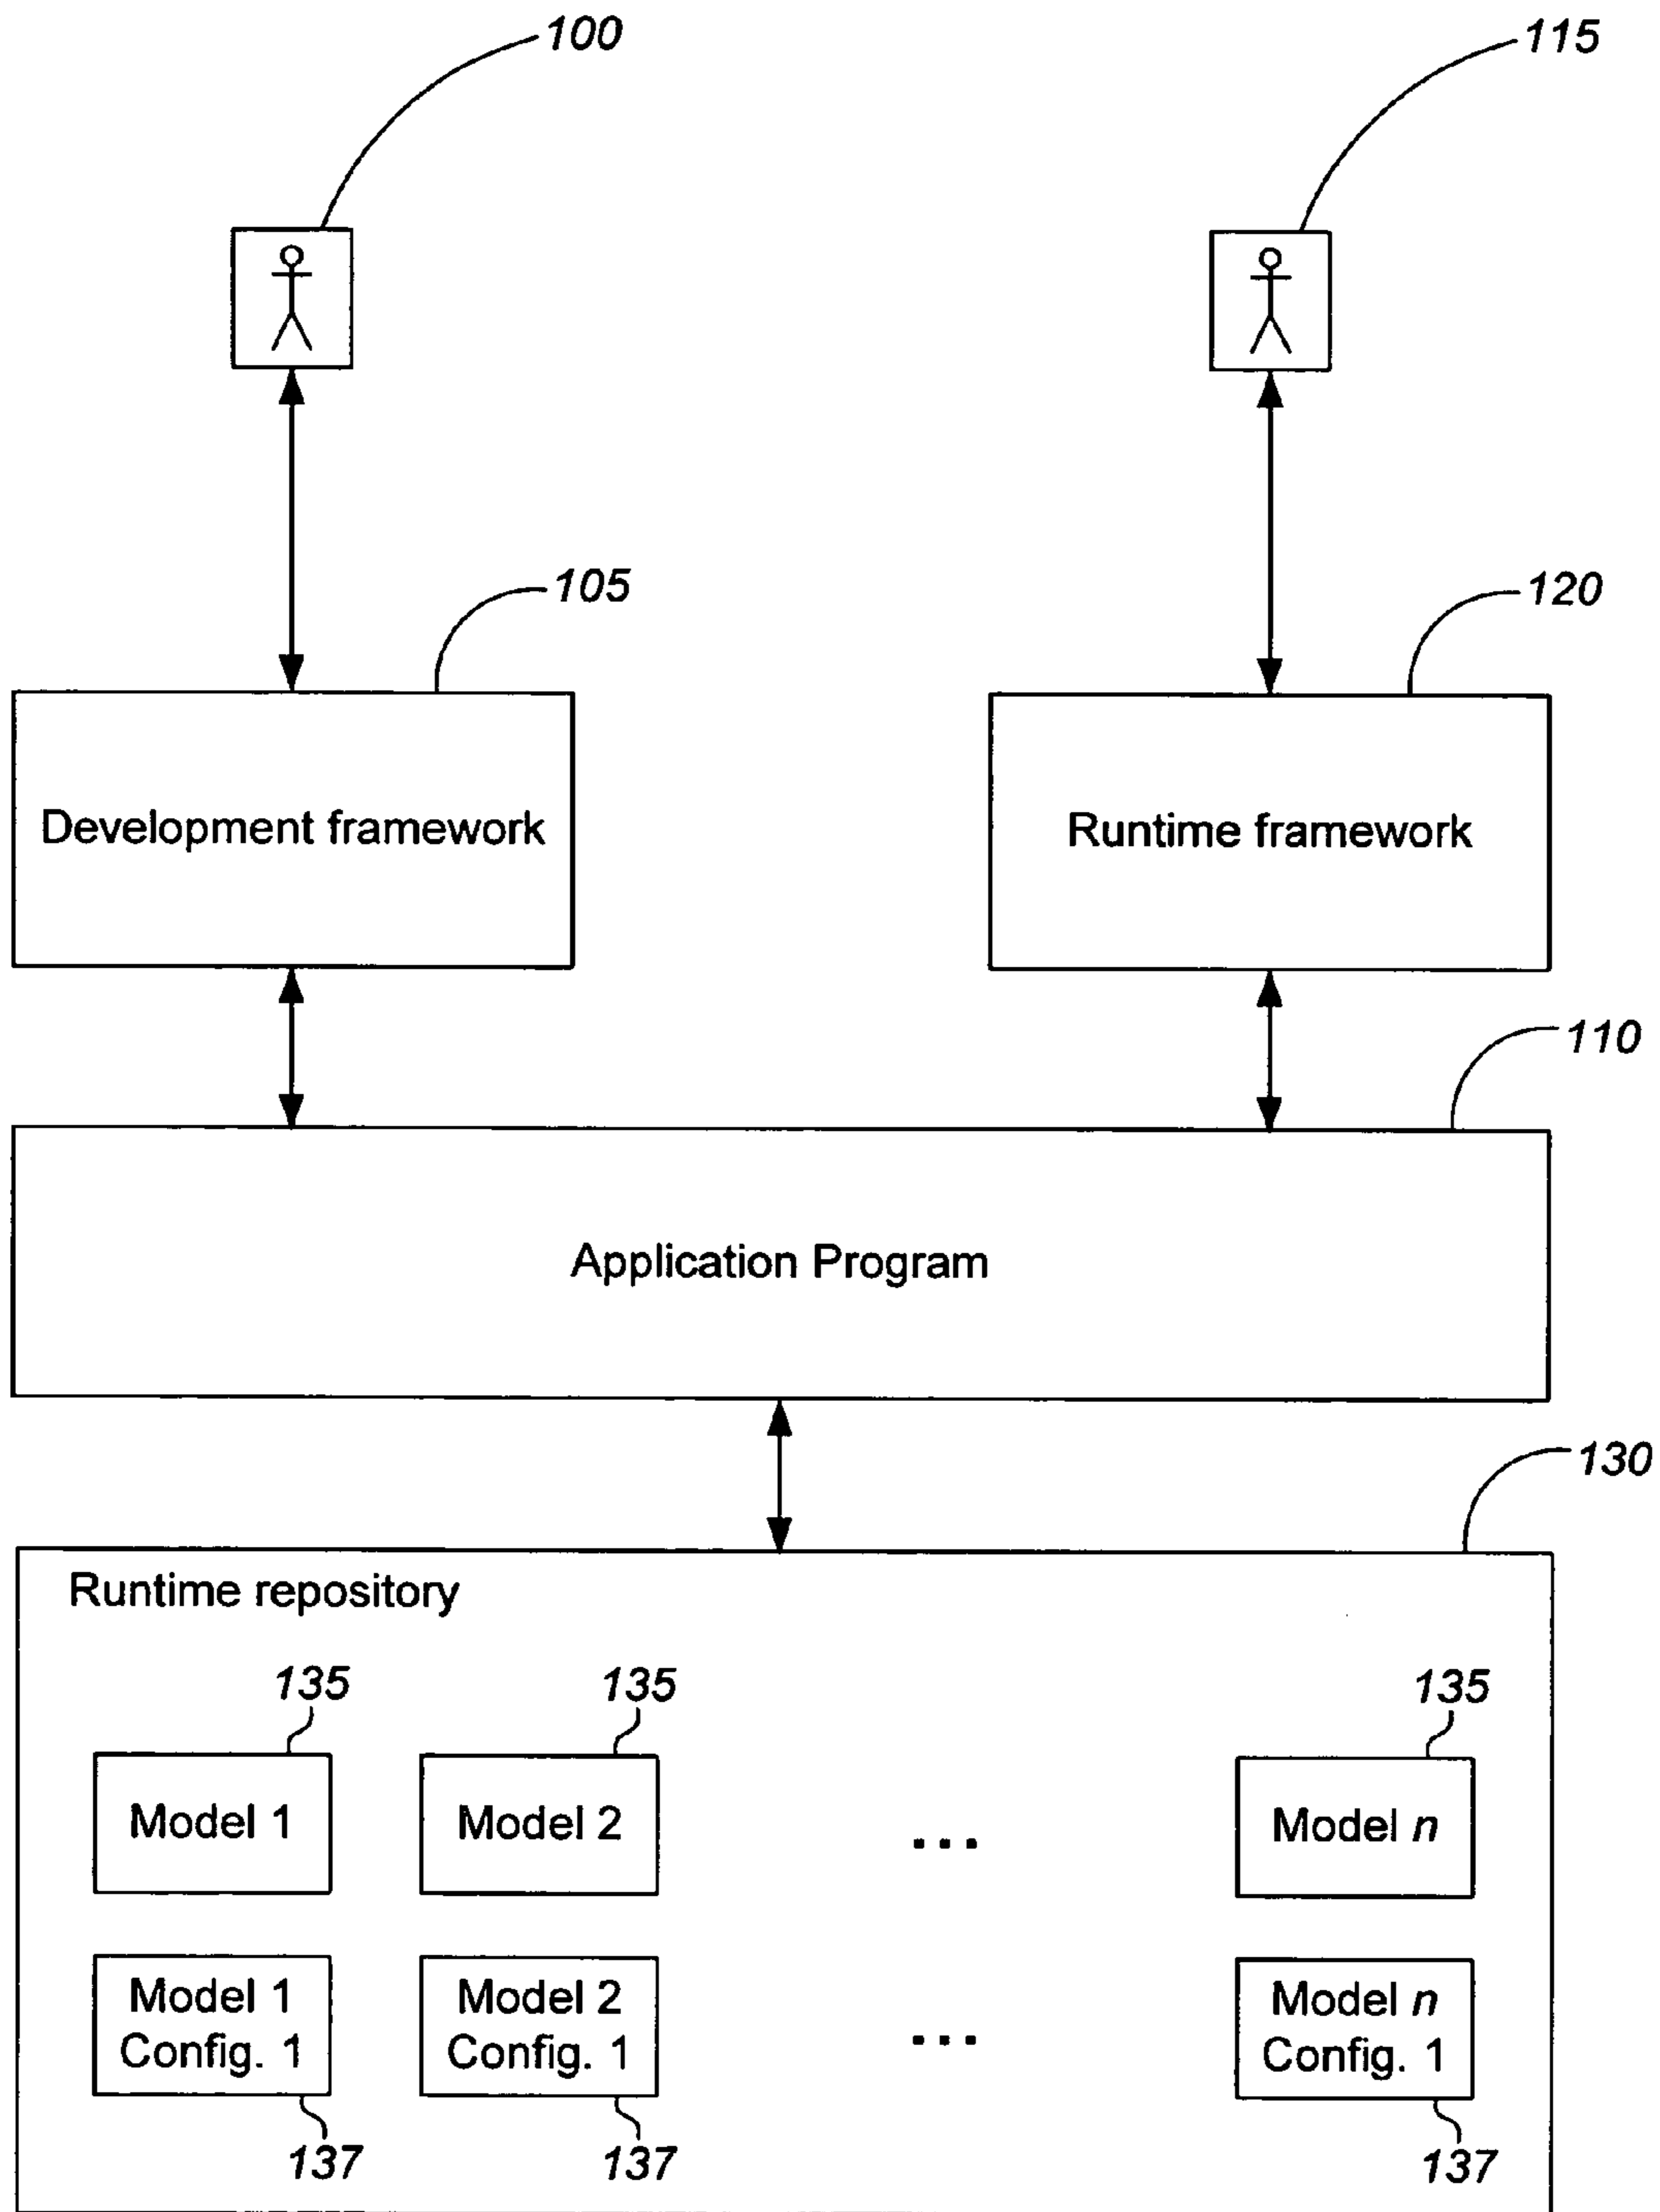 100
115
105
120
Development framework
Runtime framework
110
Application Program
130
Runtime repository
135
135
135
Model 1
Model 2
...
Model n
Model 1
Config. 1
Model 2
Config. 1
...
Model n
Config. 1
137
137
137